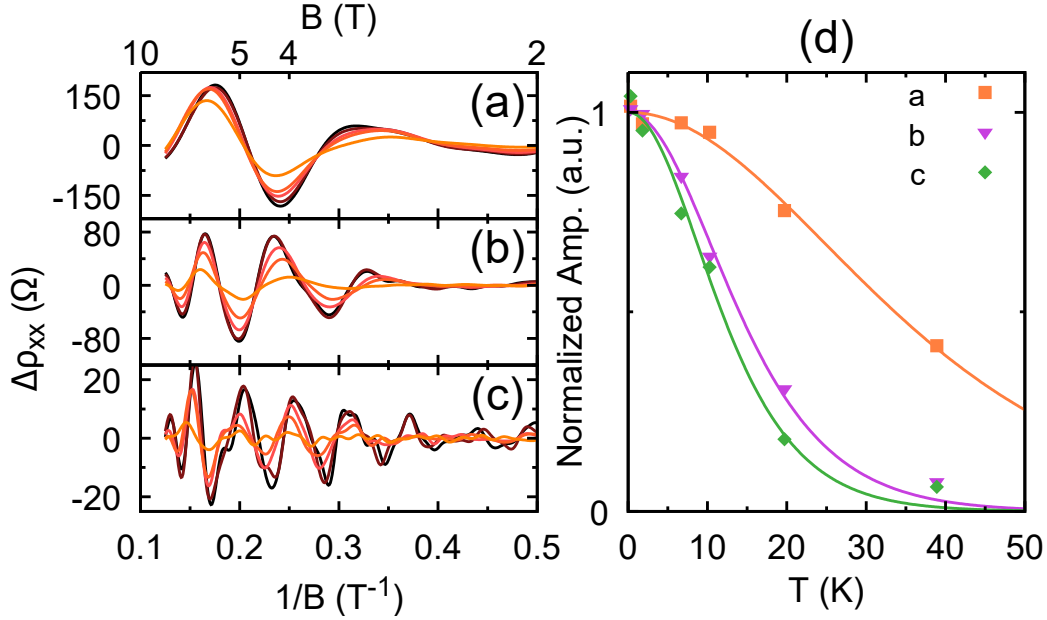 B (T)
10 5 4 2
(a)
150
0
-150
(b)
80
0
-80
Δρxx (Ω)
(c)
20
0
-20
0.1 0.2 0.3 0.4 0.5
1/B (T⁻¹)
(d)
a
b
c
Normalized Amp. (a.u.)
1
0
0 10 20 30 40 50
T (K)